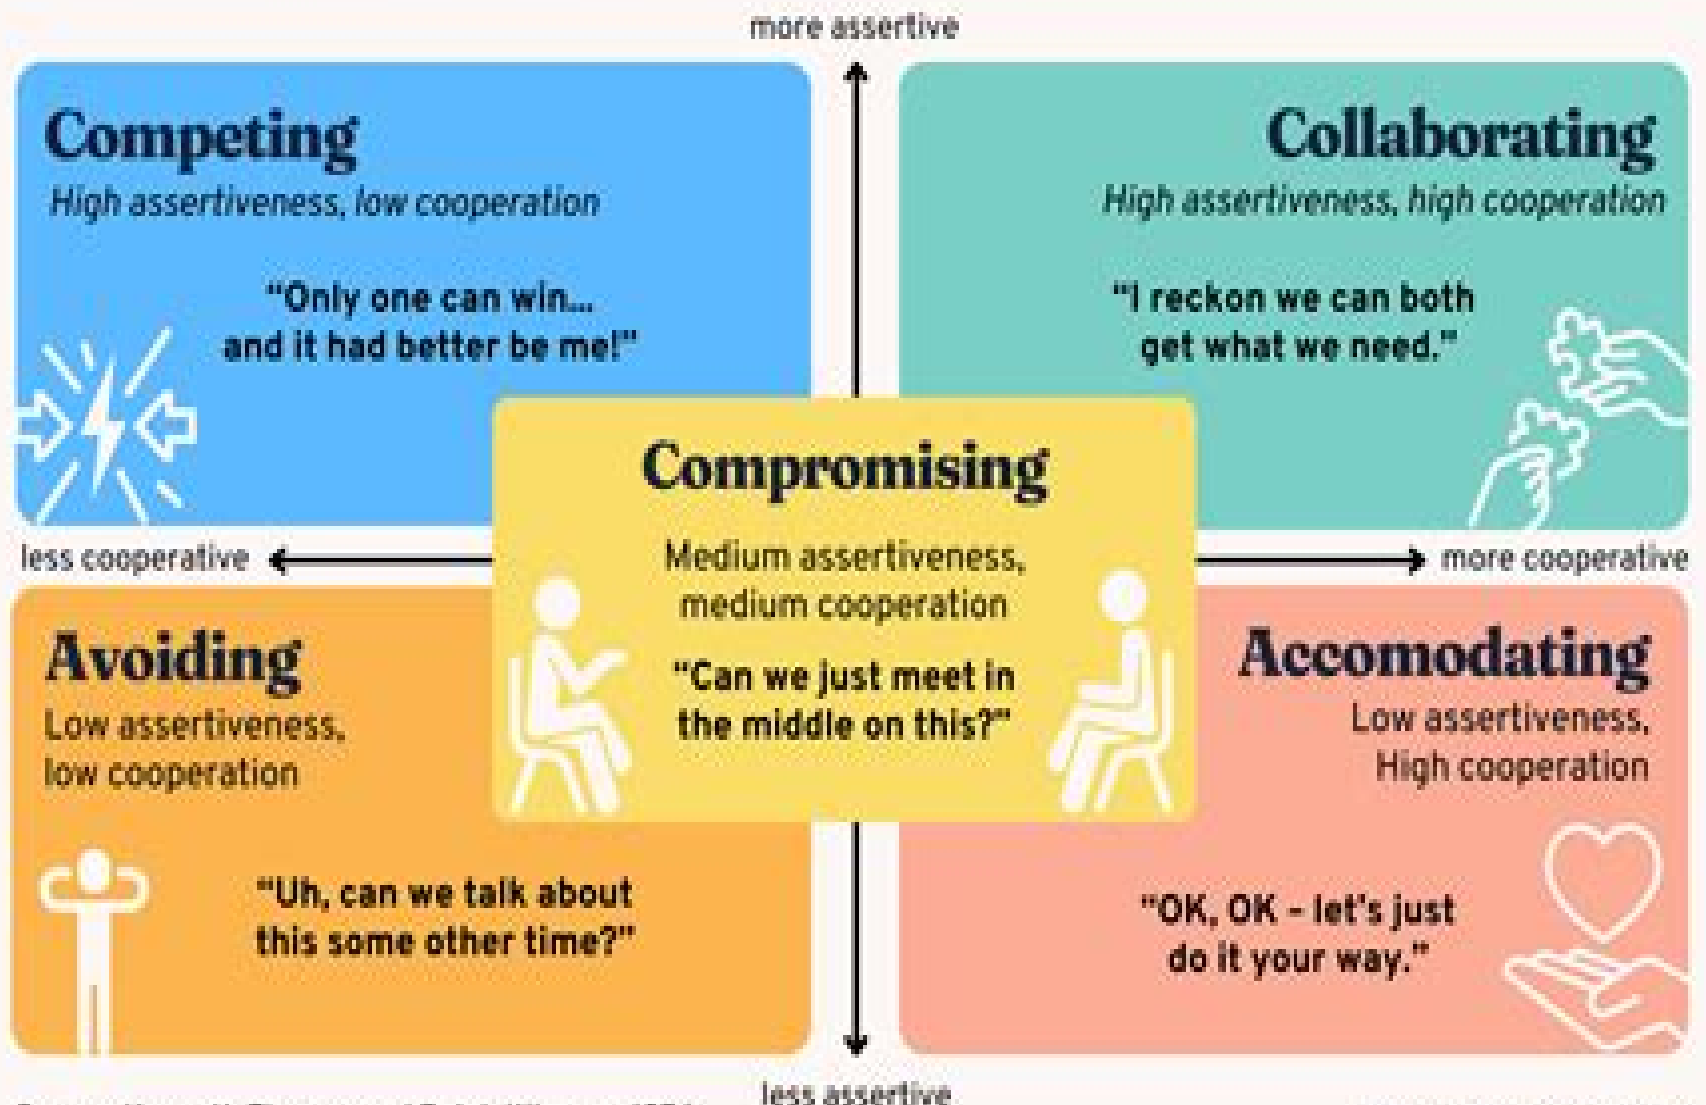 more assertive
Competing
High assertiveness, low cooperation
"Only one can win...
and it had better be me!"
Collaborating
High assertiveness, high cooperation
"I reckon we can both
get what we need."
Compromising
Medium assertiveness,
medium cooperation
"Can we just meet in
the middle on this?"
less cooperative
more cooperative
Avoiding
Low assertiveness,
low cooperation
"Uh, can we talk about
this some other time?"
Accomodating
Low assertiveness,
High cooperation
"OK, OK – let's just
do it your way."
less assertive